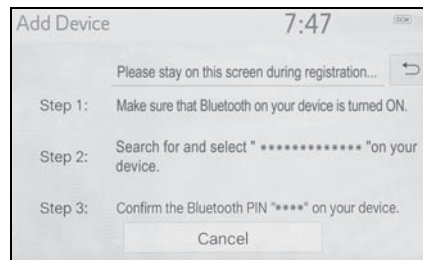 Add Device 7:47 DCM
Please stay on this screen during registration...
Step 1: Make sure that Bluetooth on your device is turned ON.
Step 2: Search for and select " ************* "on your
device.
Step 3: Confirm the Bluetooth PIN "****" on your device.
Cancel